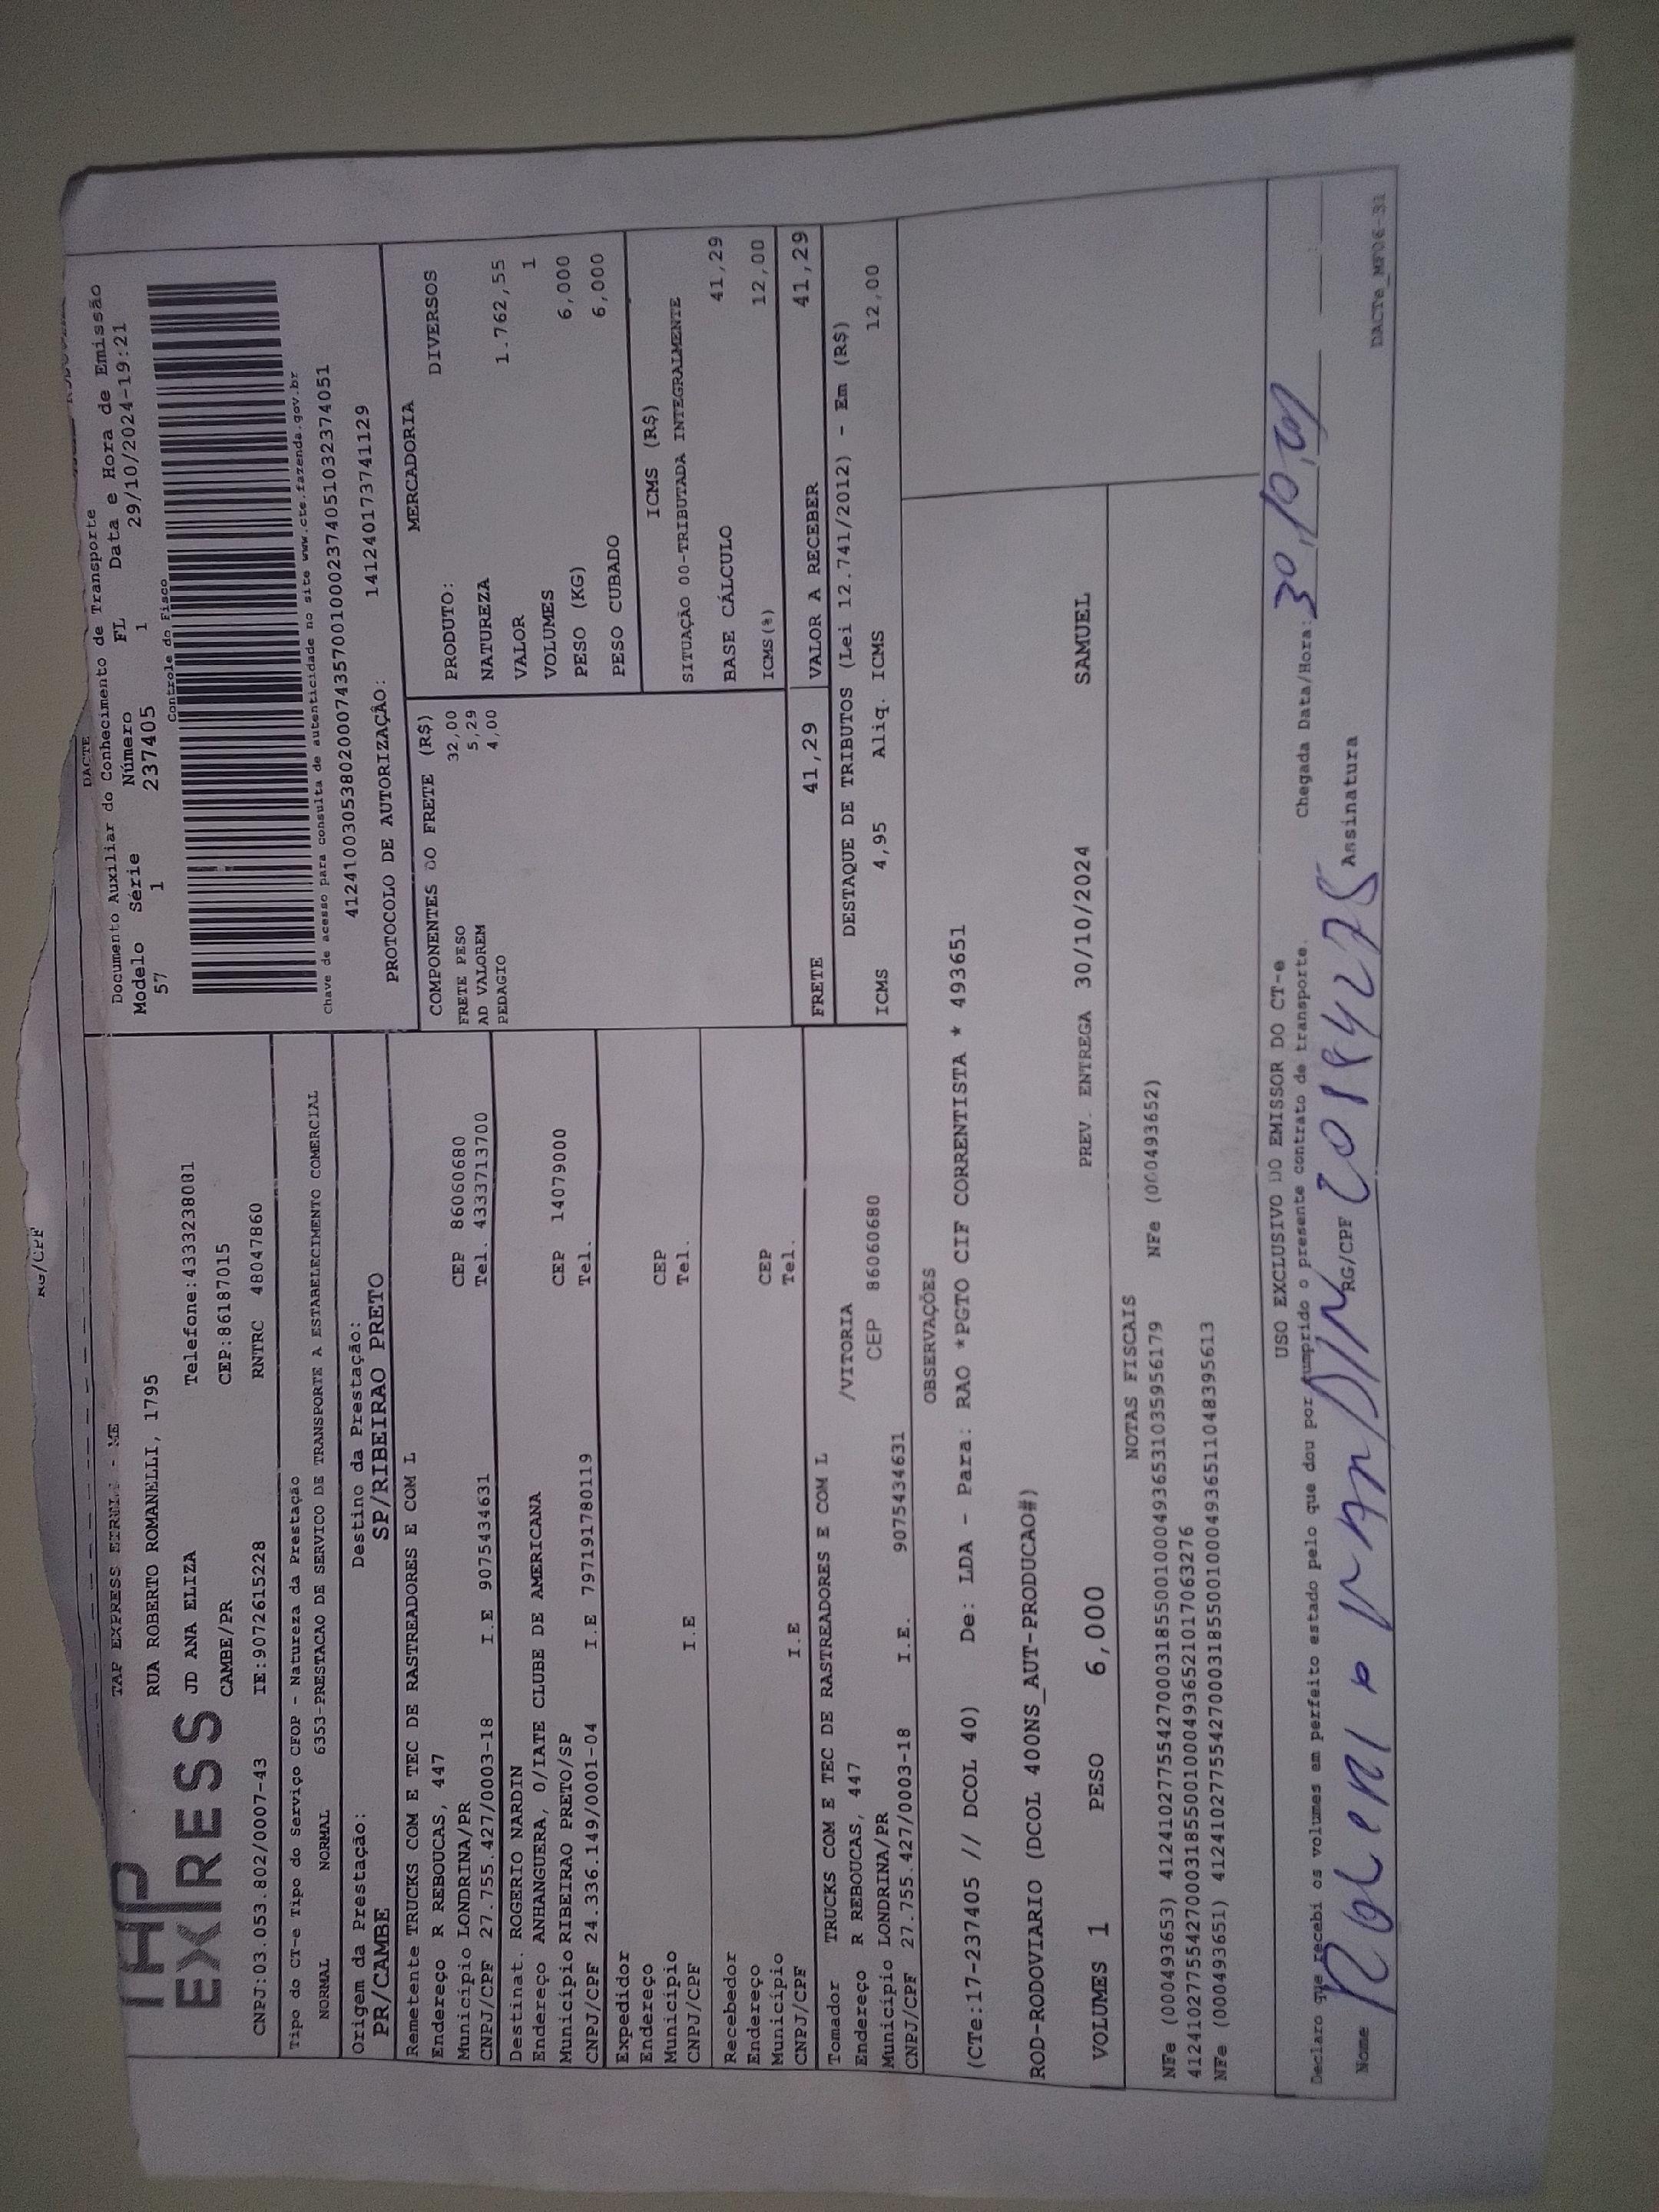 RG/CPF
DACTE
Documento Auxiliar do Conhecimento de Transporte
Modelo Série Número FL Data e Hora de Emissão
57 1 237405 1 29/10/2024-19:21
Controle do Fisco
Chave de acesso para consulta de autenticidade no site www.cte.fazenda.gov.br
41241003053802000743570010002374051032374051
PROTOCOLO DE AUTORIZAÇÃO: 141240173741129
TAP EXPRESS EIRELI - ME
RUA ROBERTO ROMANELLI, 1795
JD ANA ELIZA Telefone:4333238081
CAMBE/PR CEP:86187015
CNPJ:03.053.802/0007-43 IE:9072615228 RNTRC 48047860
EXPRESS
Tipo do CT-e Tipo do Serviço CFOP - Natureza da Prestação
NORMAL NORMAL 6353-PRESTACAO DE SERVICO DE TRANSPORTE A ESTABELECIMENTO COMERCIAL
Origem da Prestação: Destino da Prestação:
PR/CAMBE SP/RIBEIRAO PRETO
Remetente TRUCKS COM E TEC DE RASTREADORES E COM L
Endereço R REBOUCAS, 447
Município LONDRINA/PR CEP 86060680
CNPJ/CPF 27.755.427/0003-18 I.E 9075434631 Tel. 4333713700
Destinat. ROGERIO NARDIN
Endereço ANHANGUERA, 0/IATE CLUBE DE AMERICANA
Município RIBEIRAO PRETO/SP CEP 14079000
CNPJ/CPF 24.336.149/0001-04 I.E 797191780119 Tel.
Expedidor
Endereço
Município CEP
CNPJ/CPF I.E Tel.
Recebedor
Endereço
Município CEP
CNPJ/CPF I.E Tel.
Tomador TRUCKS COM E TEC DE RASTREADORES E COM L
Endereço R REBOUCAS, 447 /VITORIA
Município LONDRINA/PR CEP 86060680
CNPJ/CPF 27.755.427/0003-18 I.E. 9075434631
COMPONENTES DO FRETE (R$)
FRETE PESO 32,00
AD VALOREM 5,29
PEDAGIO 4,00
MERCADORIA
PRODUTO: DIVERSOS
NATUREZA
VALOR 1.762,55
VOLUMES 1
PESO (KG) 6,000
PESO CUBADO 6,000
ICMS (R$)
SITUAÇÃO 00-TRIBUTADA INTEGRALMENTE
BASE CÁLCULO 41,29
ICMS(%) 12,00
FRETE 41,29 VALOR A RECEBER 41,29
DESTAQUE DE TRIBUTOS (Lei 12.741/2012) - Em (R$)
ICMS 4,95 Aliq. ICMS 12,00
OBSERVAÇÕES
(CTe:17-237405 // DCOL 40) De: LDA - Para: RAO *PGTO CIF CORRENTISTA * 493651
ROD-RODOVIARIO (DCOL 400NS_AUT-PRODUCAO#)
VOLUMES 1 PESO 6,000 PREV. ENTREGA 30/10/2024 SAMUEL
NOTAS FISCAIS
NFe (000493653) 41241027755427000318550010004936531035956179 NFe (000493652)
41241027755427000318550010004936521017063276
NFe (000493651) 41241027755427000318550010004936511048395613
USO EXCLUSIVO DO EMISSOR DO CT-e
Declaro que recebi os volumes em perfeito estado pelo que dou por cumprido o presente contrato de transporte. Chegada Data/Hora: 30,10,
Nome RG/CPF Assinatura
DACTe_MF06-31